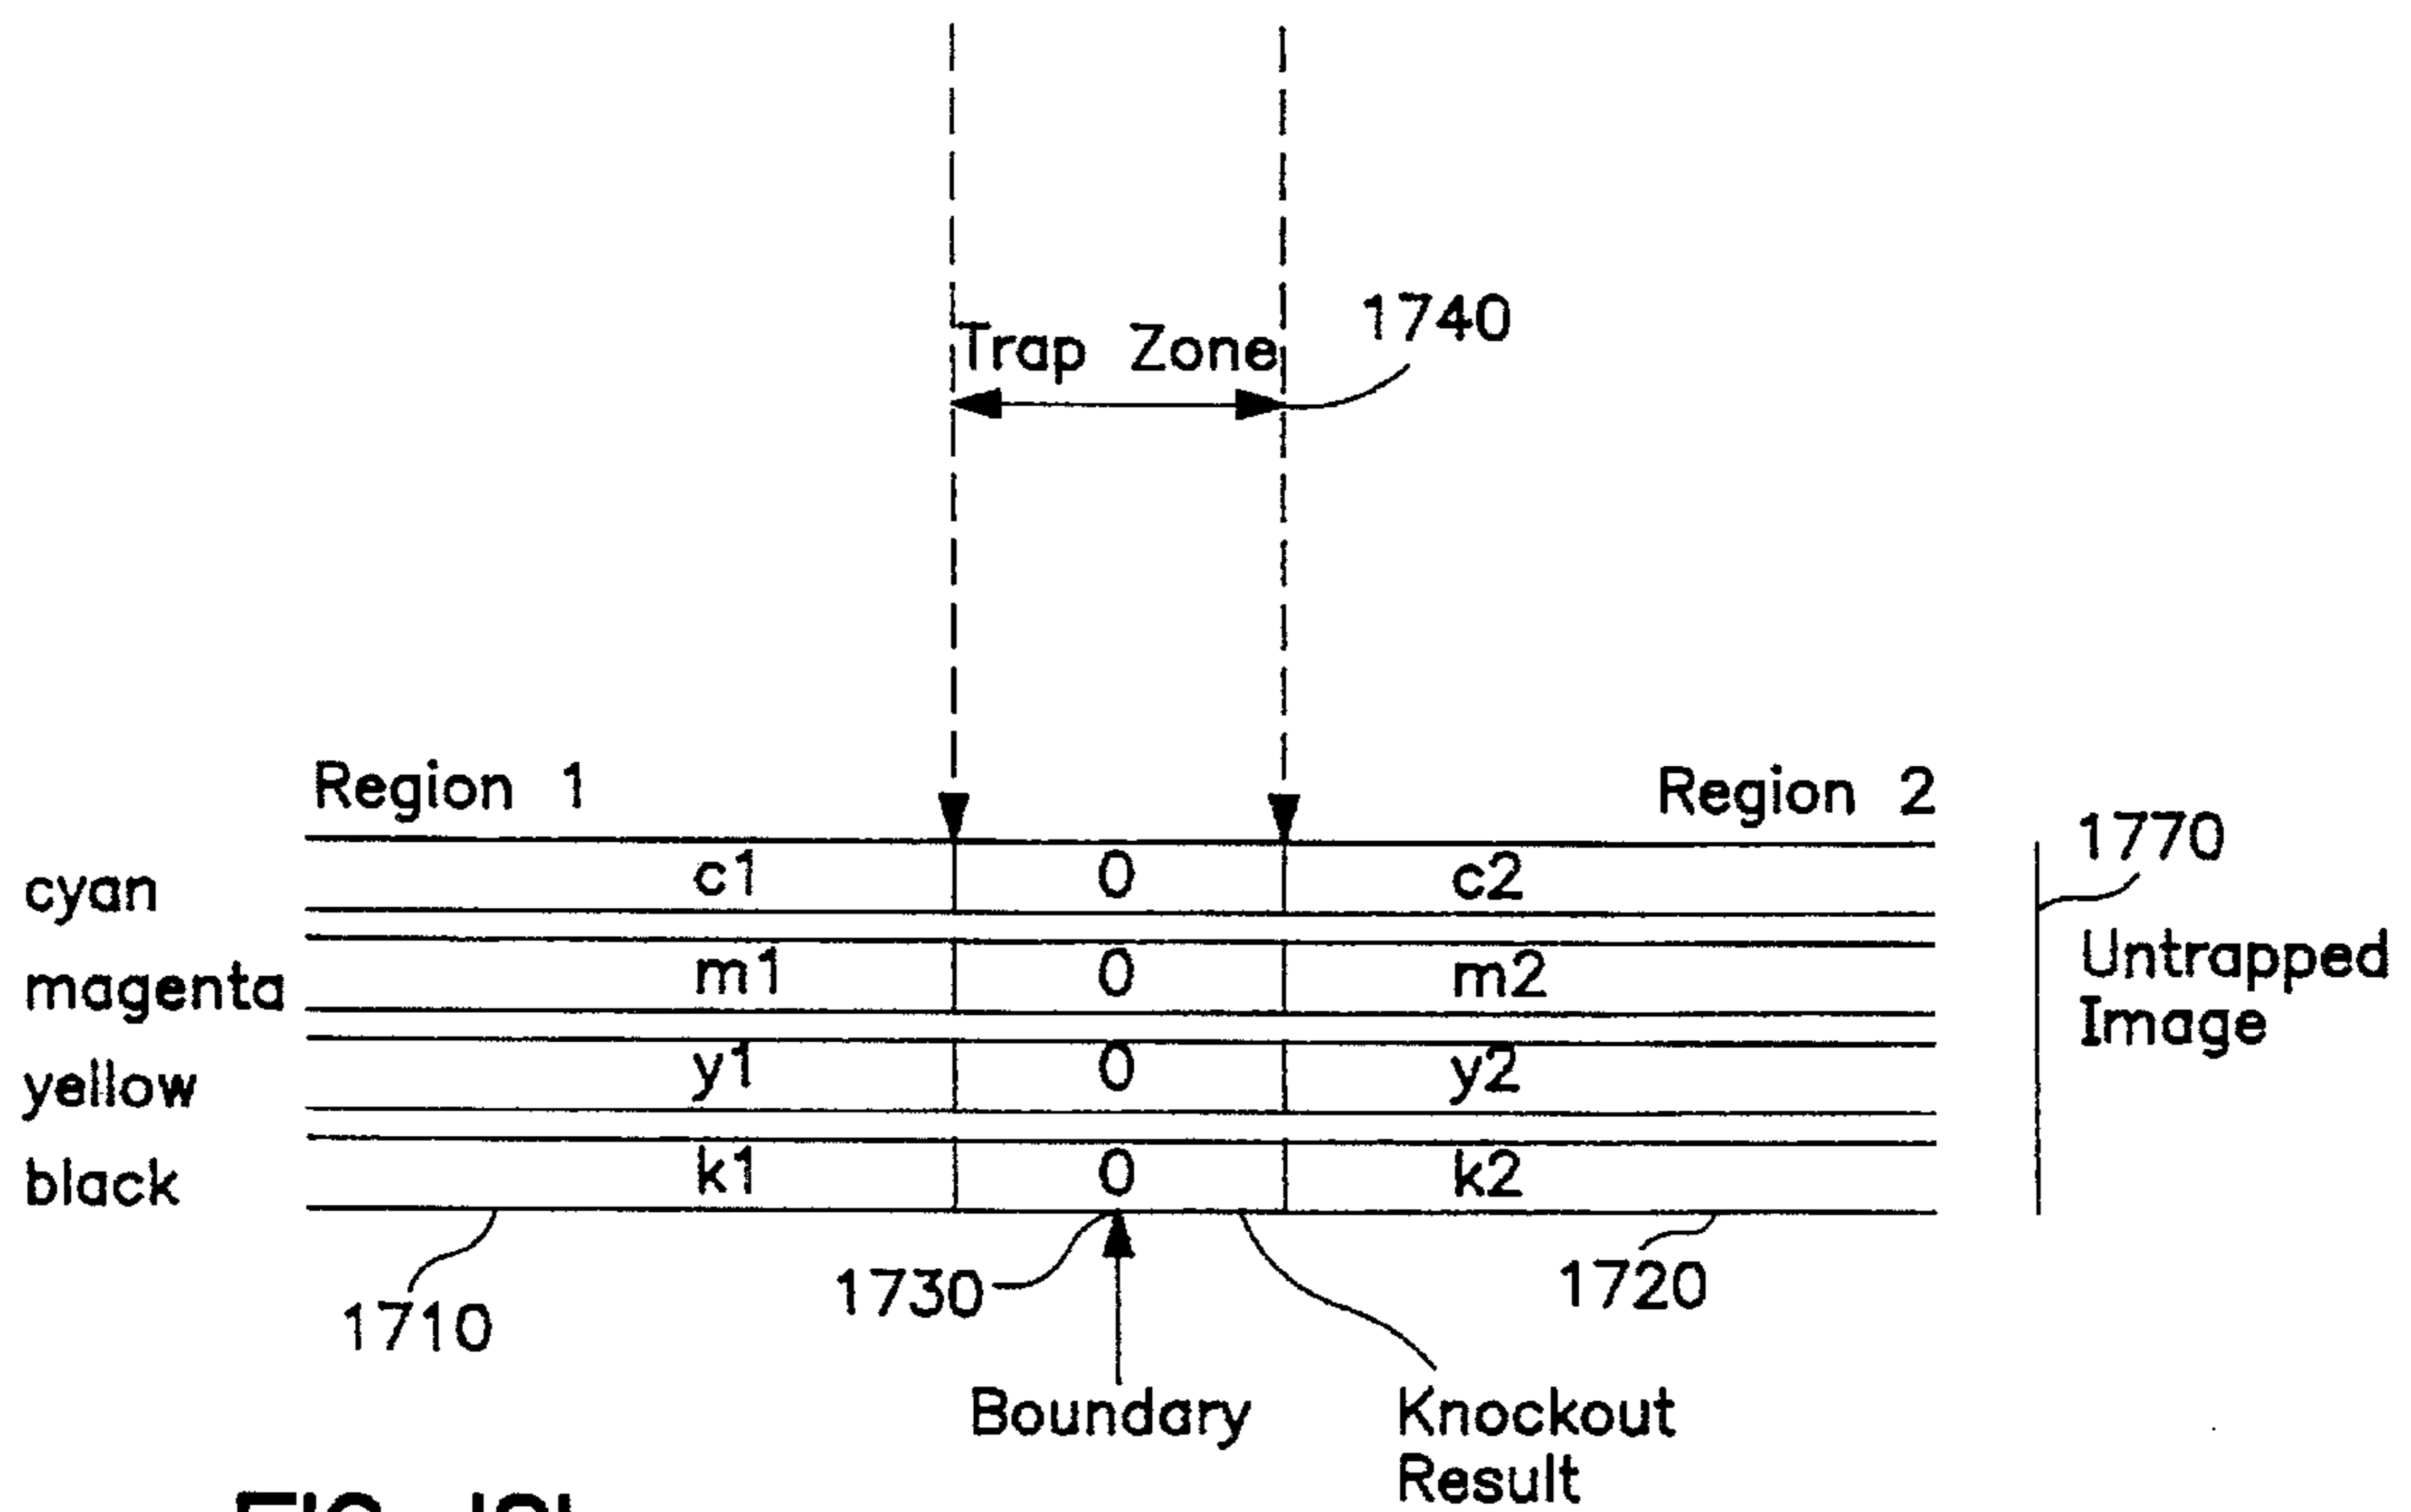 Trap Zone 1740
Region 1 Region 2
1770
cyan c1 0 c2
magenta m1 0 m2
Untrapped
Image
yellow y1 0 y2
black k1 0 k2
1710 1730 1720
Boundary Knockout
Result